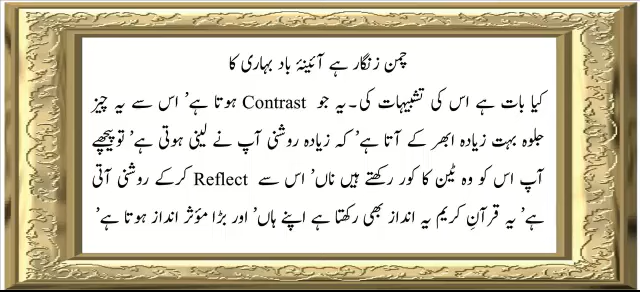 چمن زنگار ہے آئینۂ باد بہاری کا
کیا بات ہے اس کی تشبیہات کی۔ یہ جو Contrast ہوتا ہے’ اس سے یہ چیز
جلوہ بہت زیادہ ابھر کے آتا ہے’ کہ زیادہ روشنی آپ نے لینی ہوتی ہے’ تو پیچھے
آپ اس کو وہ ٹین کا کور رکھتے ہیں ناں’ اس سے Reflect کرکے روشنی آتی
ہے’ یہ قرآنِ کریم یہ انداز بھی رکھتا ہے اپنے ہاں’ اور بڑا مؤثر انداز ہوتا ہے’